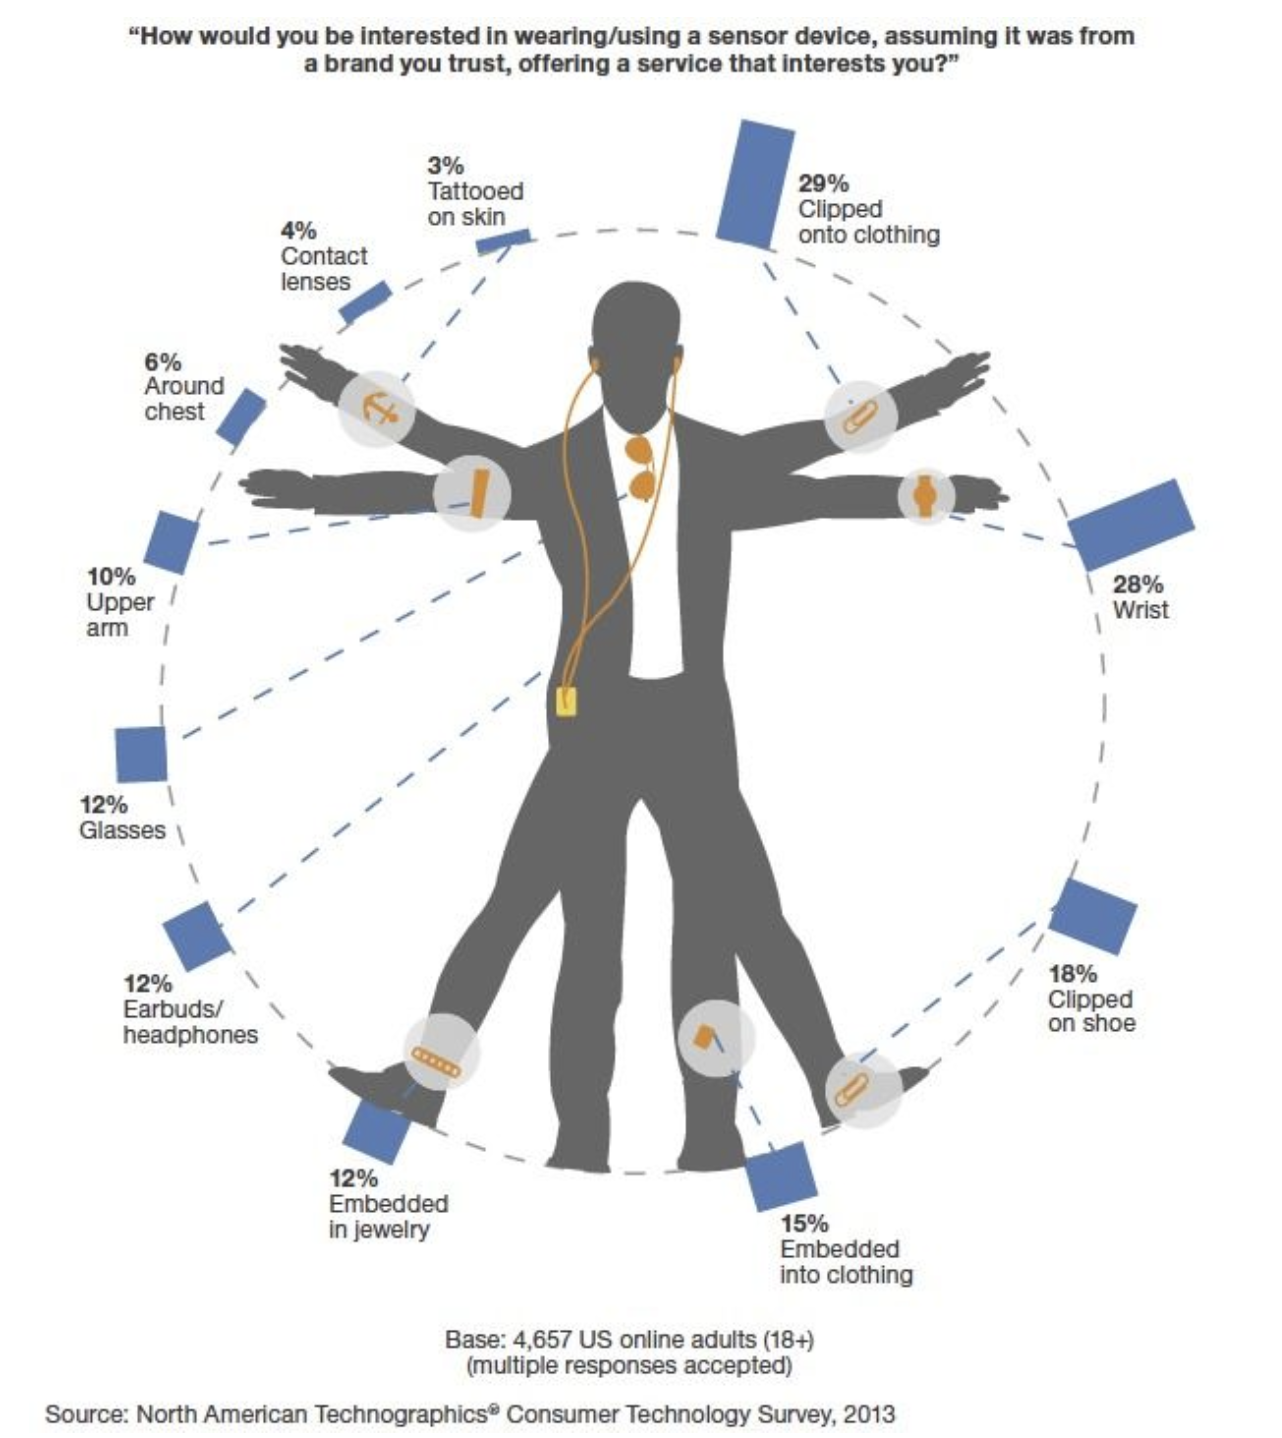 “How would you be interested in wearing/using a sensor device, assuming it was from
a brand you trust, offering a service that interests you?”
3%
Tattooed
on skin
29%
Clipped
onto clothing
4%
Contact
lenses
6%
Around
chest
10%
Upper
arm
28%
Wrist
12%
Glasses
12%
Earbuds/
headphones
18%
Clipped
on shoe
12%
Embedded
in jewelry
15%
Embedded
into clothing
Base: 4,657 US online adults (18+)
(multiple responses accepted)
Source: North American Technographics® Consumer Technology Survey, 2013